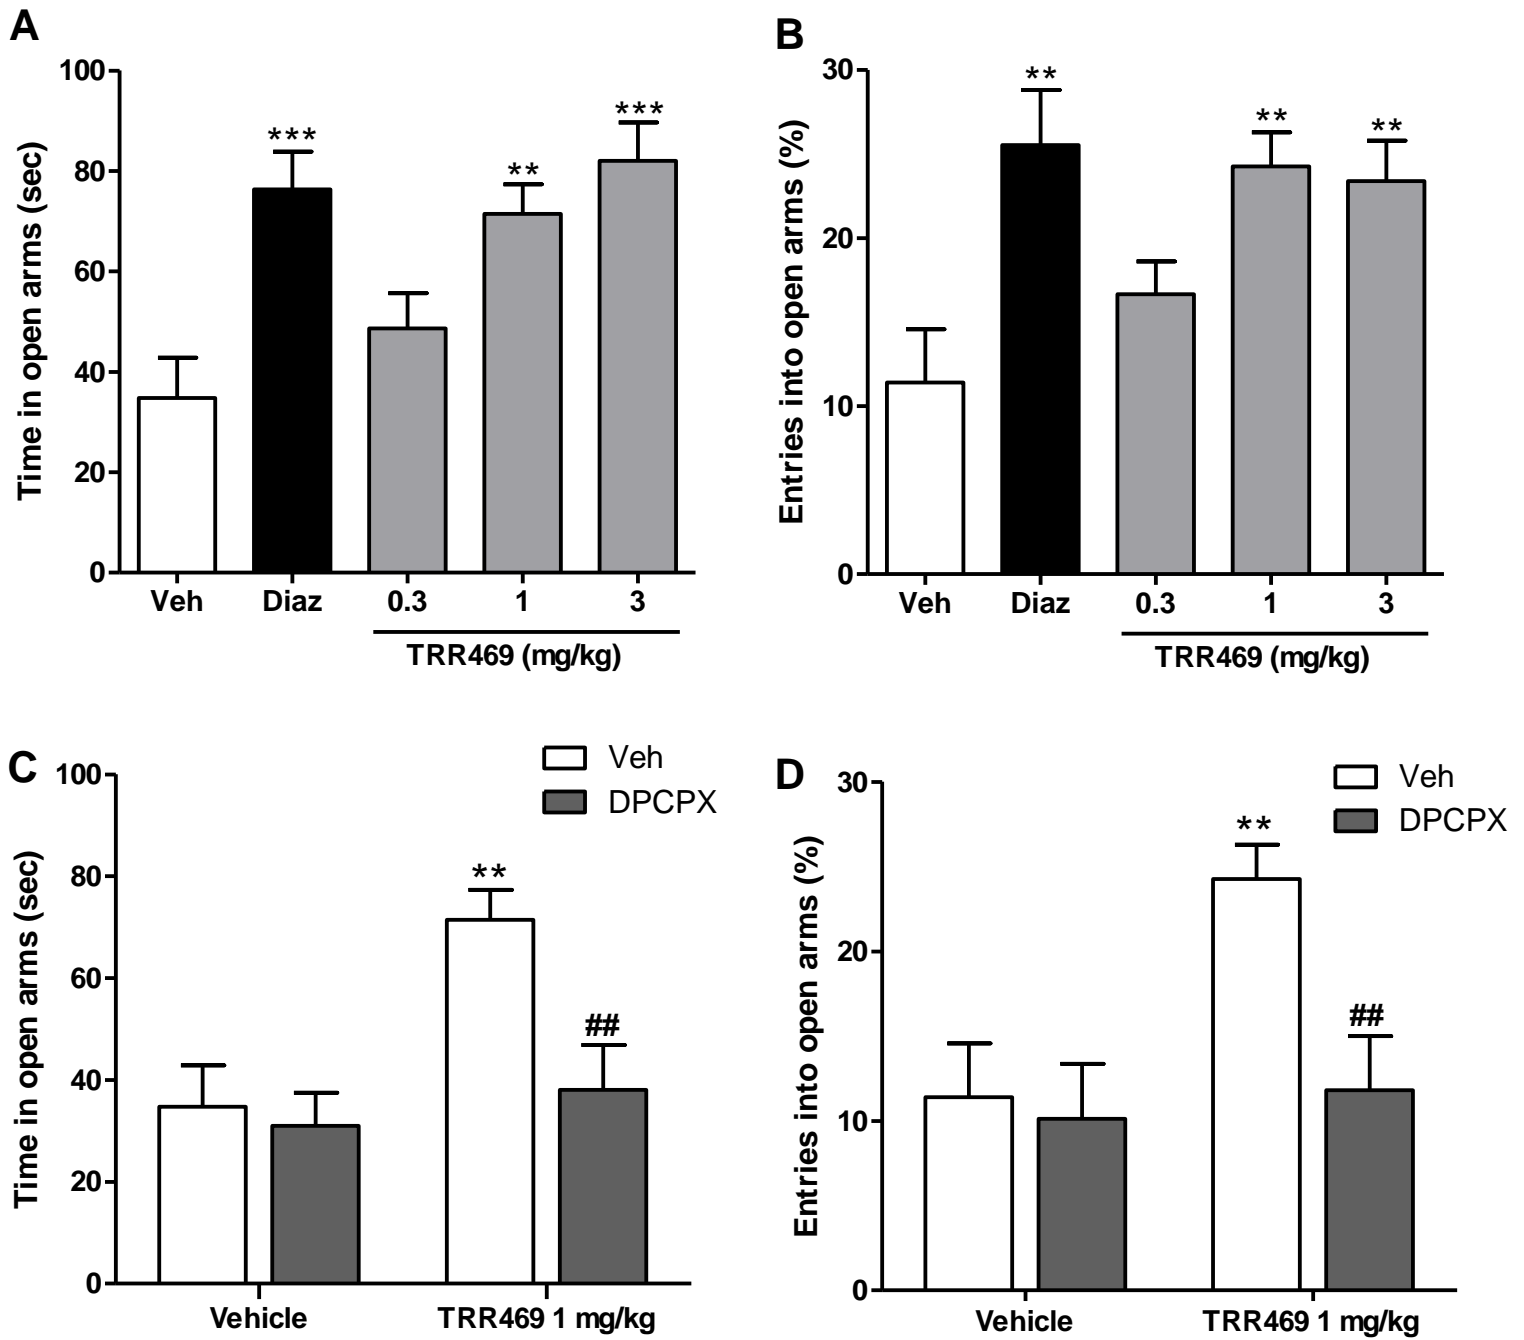 A
Time in open arms (sec)
100
80
60
40
20
0
***
**
***
Veh Diaz 0.3 1 3
TRR469 (mg/kg)
B
Entries into open arms (%)
30
20
10
0
**
**
**
Veh Diaz 0.3 1 3
TRR469 (mg/kg)
C
Veh
DPCPX
Time in open arms (sec)
100
80
60
40
20
0
**
##
Vehicle TRR469 1 mg/kg
D
Veh
DPCPX
Entries into open arms (%)
30
20
10
0
**
##
Vehicle TRR469 1 mg/kg